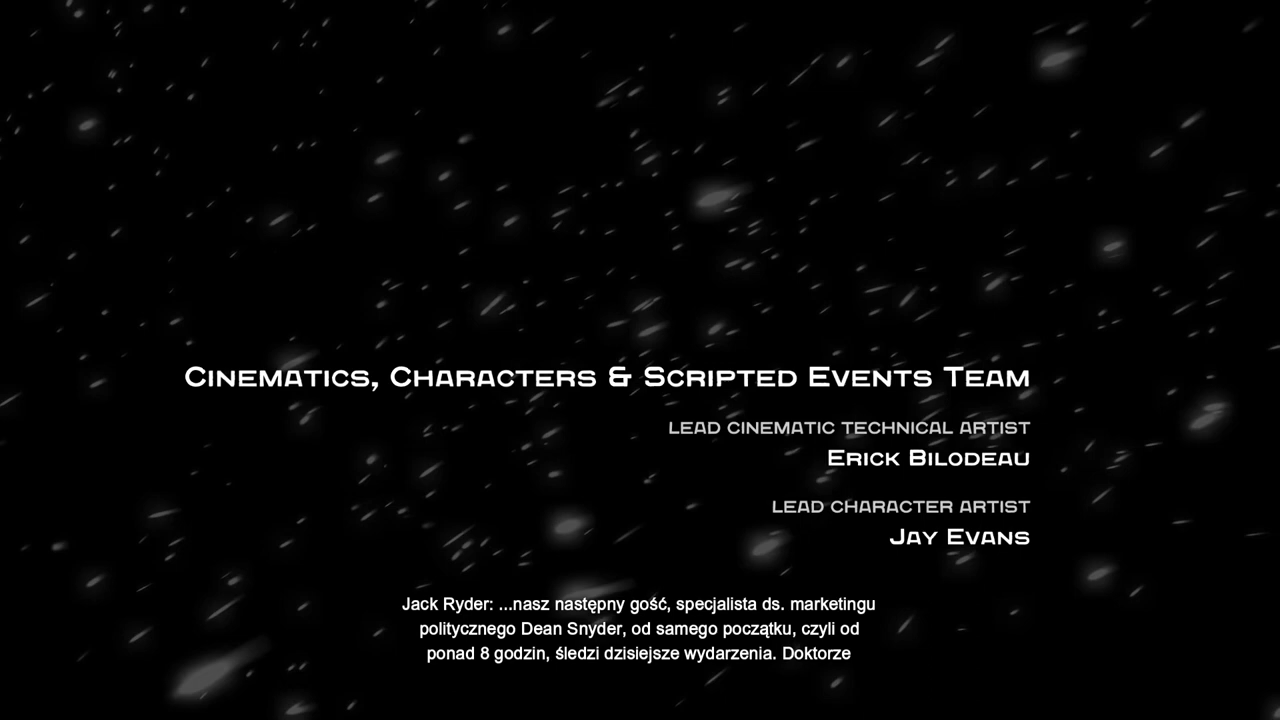 Cinematics, Characters & Scripted Events Team
LEAD CINEMATIC TECHNICAL ARTIST
Erick Bilodeau
LEAD CHARACTER ARTIST
Jay Evans
Jack Ryder: ...nasz następny gość, specjalista ds. marketingu
politycznego Dean Snyder, od samego początku, czyli od
ponad 8 godzin, śledzi dzisiejsze wydarzenia. Doktorze